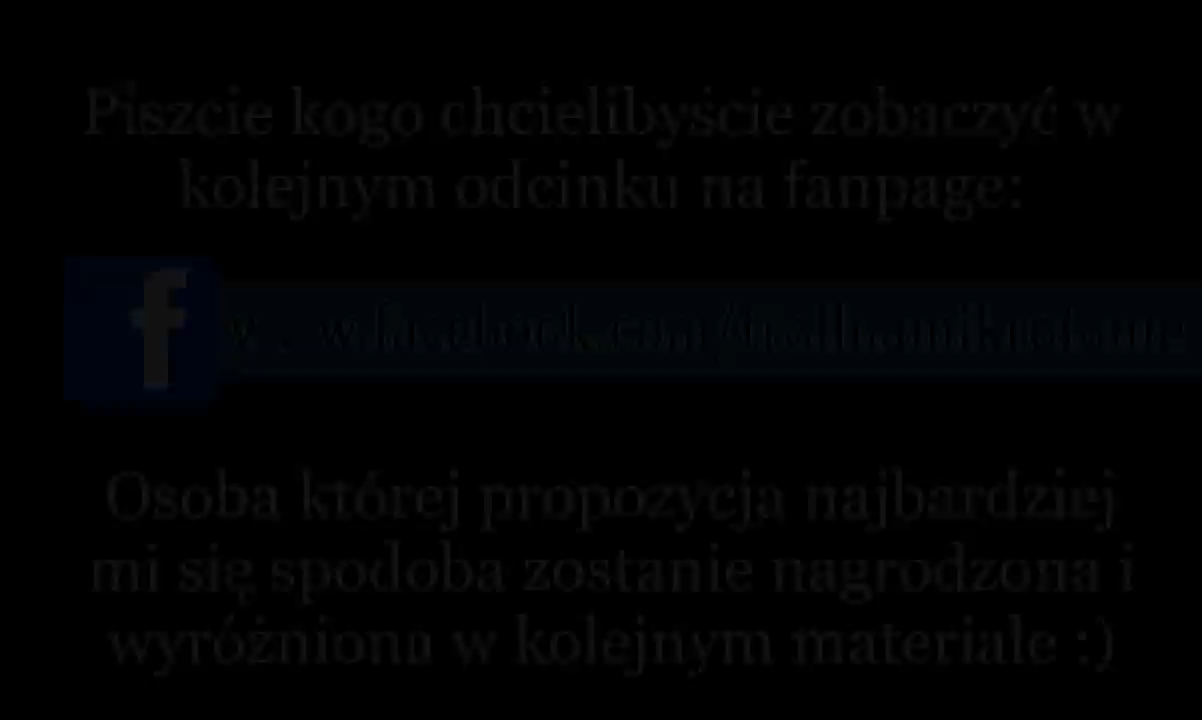 Piszcie kogo chcielibyście zobaczyć w
kolejnym odcinku na fanpage:
f
Osoba której propozycja najbardziej
mi się spodoba zostanie nagrodzona i
wyróżniona w kolejnym materiale :)